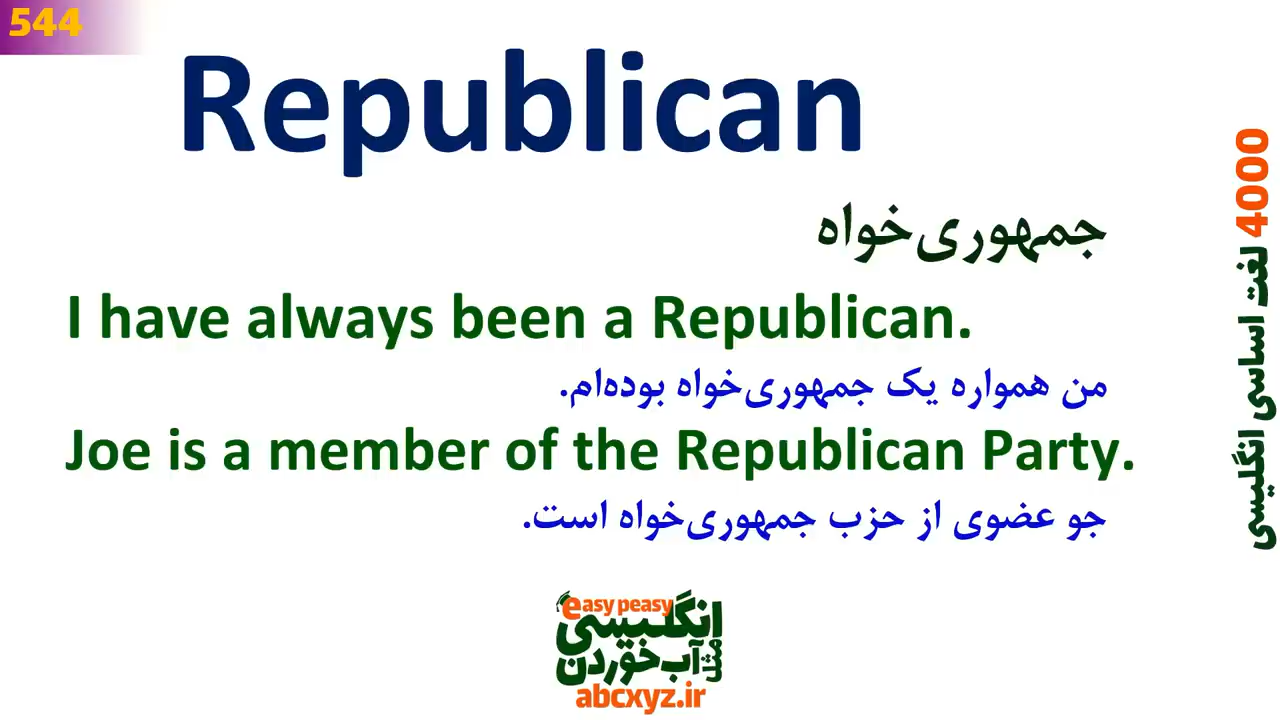 544
Republican
جمهوری‌خواه
I have always been a Republican.
من همواره یک جمهوری‌خواه بوده‌ام.
Joe is a member of the Republican Party.
جو عضوی از حزب جمهوری‌خواه است.
4000 لغت اساسی انگلیسی
easy peasy
انگلیسی
مثل آب خوردن
abcxyz.ir